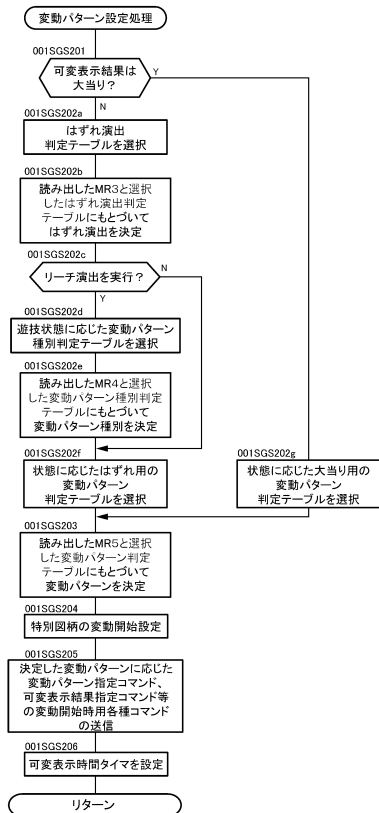 変動パターン設定処理
001SGS201
可変表示結果は
大当り？
Y
N
001SGS202a
はずれ演出
判定テーブルを選択
001SGS202b
読み出したMR3と選択
したはずれ演出判定
テーブルにもとづいて
はずれ演出を決定
001SGS202c
リーチ演出を実行？
N
Y
001SGS202d
遊技状態に応じた変動パターン
種別判定テーブルを選択
001SGS202e
読み出したMR4と選択
した変動パターン種別判定
テーブルにもとづいて
変動パターン種別を決定
001SGS202f
状態に応じたはずれ用の
変動パターン
判定テーブルを選択
001SGS202g
状態に応じた大当り用の
変動パターン
判定テーブルを選択
001SGS203
読み出したMR5と選択
した変動パターン判定
テーブルにもとづいて
変動パターンを決定
001SGS204
特別図柄の変動開始設定
001SGS205
決定した変動パターンに応じた
変動パターン指定コマンド、
可変表示結果指定コマンド等
の変動開始時用各種コマンド
の送信
001SGS206
可変表示時間タイマを設定
リターン